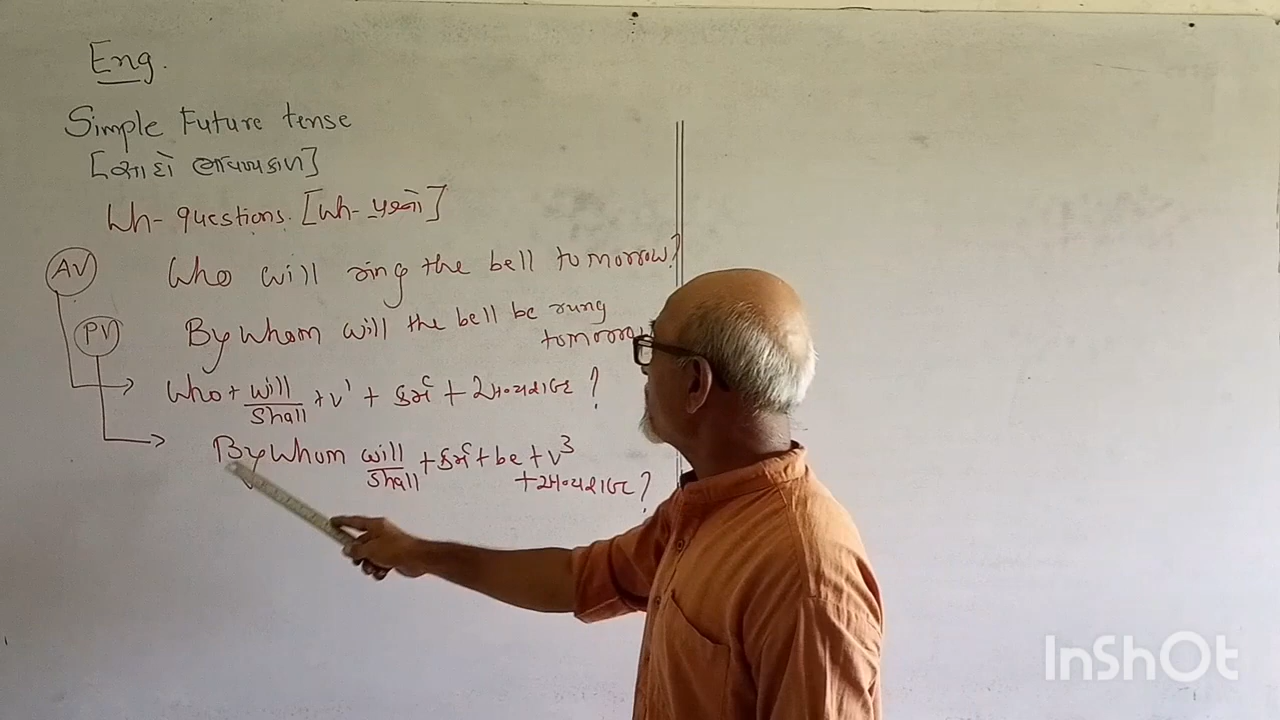 Eng.
Simple Future tense
[સાદો ભવિષ્યકાળ]
Wh- questions. [Wh- પ્રશ્નો]
AV Who will ring the bell tomorrow?
PV By Whom will the bell be rung
tomorrow
Who + will/Shall + v¹ + કર્મ + અન્યશબ્દ ?
By Whom will/Shall + કર્મ + be + v³
+ અન્યશબ્દ ?
InShOt